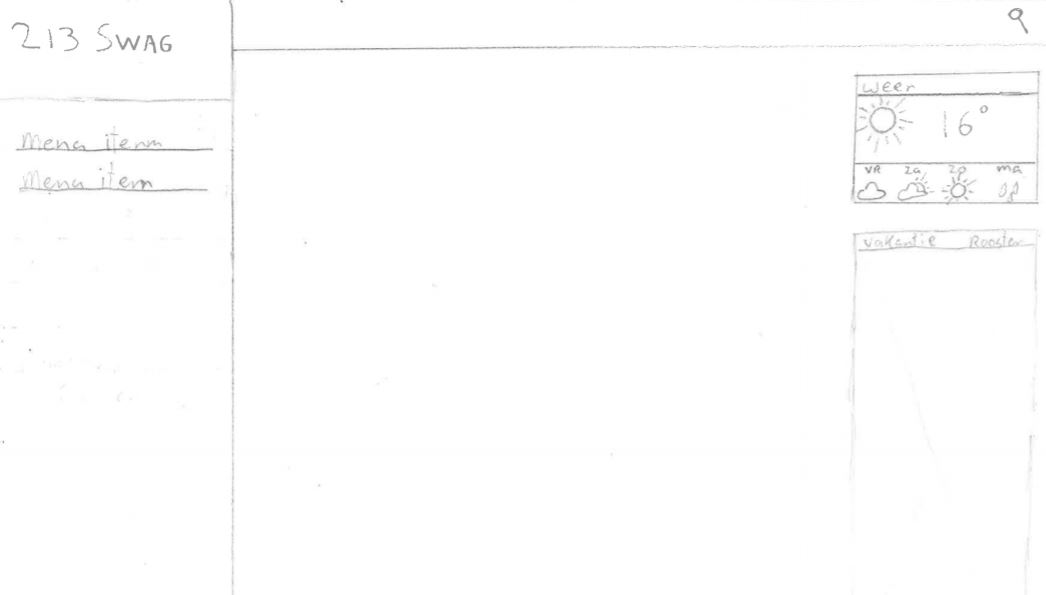 213 SWAG
Menu item
Menu item
Weer
16°
VR za zo ma
Vakantie Rooster